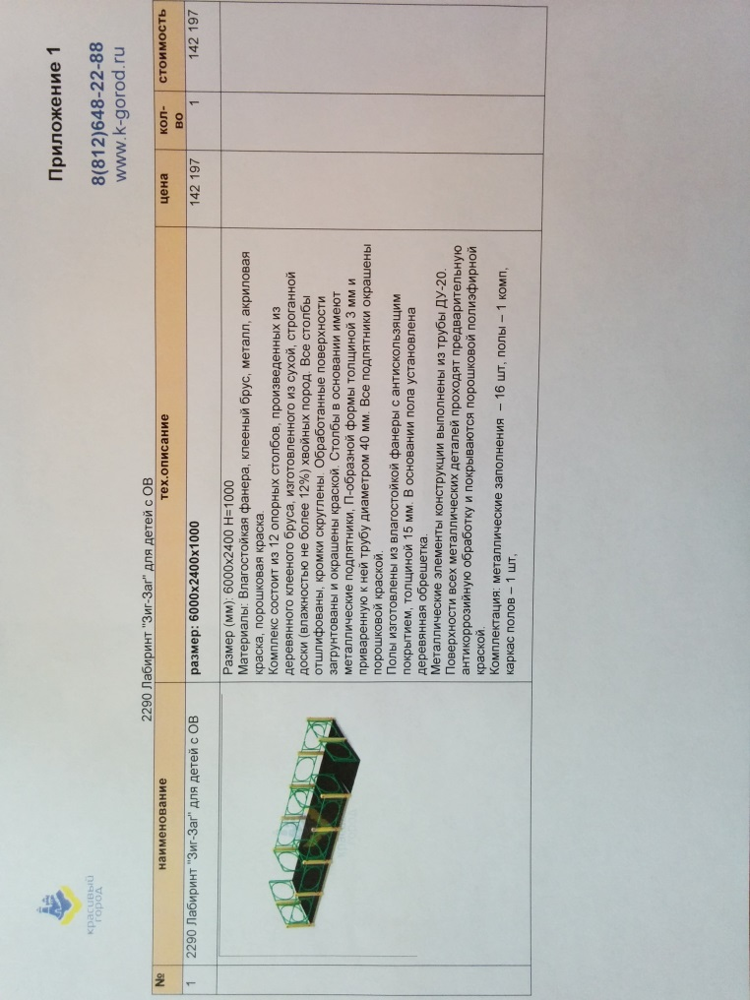 Приложение 1
красивый
город
8(812)648-22-88
www.k-gorod.ru
2290 Лабиринт "Зиг-Заг" для детей с ОВ
№ наименование тех.описание цена кол-во стоимость
1 2290 Лабиринт "Зиг-Заг" для детей с ОВ размер: 6000х2400х1000 142 197 1 142 197
Размер (мм): 6000х2400 Н=1000
Материалы: Влагостойкая фанера, клееный брус, металл, акриловая
краска, порошковая краска.
Комплекс состоит из 12 опорных столбов, произведенных из
деревянного клееного бруса, изготовленного из сухой, строганной
доски (влажностью не более 12%) хвойных пород. Все столбы
отшлифованы, кромки скруглены. Обработанные поверхности
загрунтованы и окрашены краской. Столбы в основании имеют
металлические подпятники, П-образной формы толщиной 3 мм и
приваренную к ней трубу диаметром 40 мм. Все подпятники окрашены
порошковой краской.
Полы изготовлены из влагостойкой фанеры с антискользящим
покрытием, толщиной 15 мм. В основании пола установлена
деревянная обрешетка.
Металлические элементы конструкции выполнены из трубы ДУ-20.
Поверхности всех металлических деталей проходят предварительную
антикоррозийную обработку и покрываются порошковой полиэфирной
краской.
Комплектация: металлические заполнения – 16 шт, полы – 1 комп,
каркас полов – 1 шт,